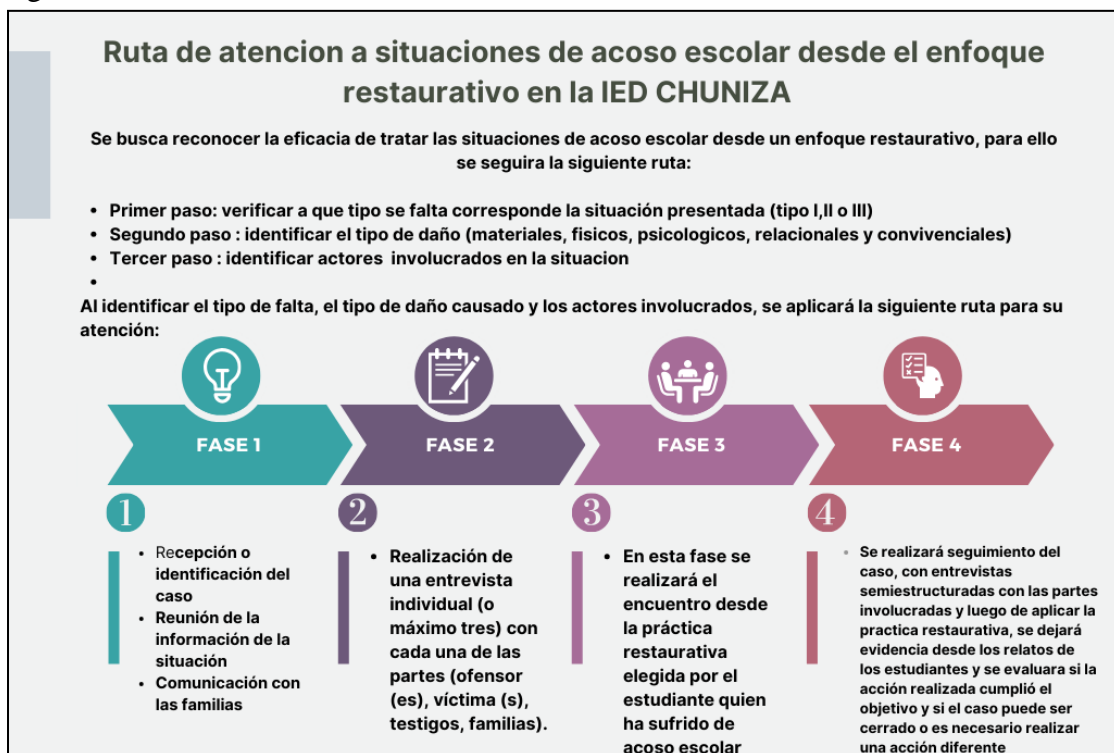 Ruta de atencion a situaciones de acoso escolar desde el enfoque
restaurativo en la IED CHUNIZA
Se busca reconocer la eficacia de tratar las situaciones de acoso escolar desde un enfoque restaurativo, para ello
se seguira la siguiente ruta:
• Primer paso: verificar a que tipo se falta corresponde la situación presentada (tipo I,II o III)
• Segundo paso : identificar el tipo de daño (materiales, fisicos, psicologicos, relacionales y convivenciales)
• Tercer paso : identificar actores involucrados en la situacion
•
Al identificar el tipo de falta, el tipo de daño causado y los actores involucrados, se aplicará la siguiente ruta para su
atención:
FASE 1
FASE 2
FASE 3
FASE 4
1
• Recepción o
identificación del
caso
• Reunión de la
información de la
situación
• Comunicación con
las familias
2
• Realización de
una entrevista
individual (o
máximo tres) con
cada una de las
partes (ofensor
(es), víctima (s),
testigos, familias).
3
• En esta fase se
realizará el
encuentro desde
la práctica
restaurativa
elegida por el
estudiante quien
ha sufrido de
acoso escolar
4
• Se realizará seguimiento del
caso, con entrevistas
semiestructuradas con las partes
involucradas y luego de aplicar la
practica restaurativa, se dejará
evidencia desde los relatos de
los estudiantes y se evaluara si la
acción realizada cumplió el
objetivo y si el caso puede ser
cerrado o es necesario realizar
una acción diferente